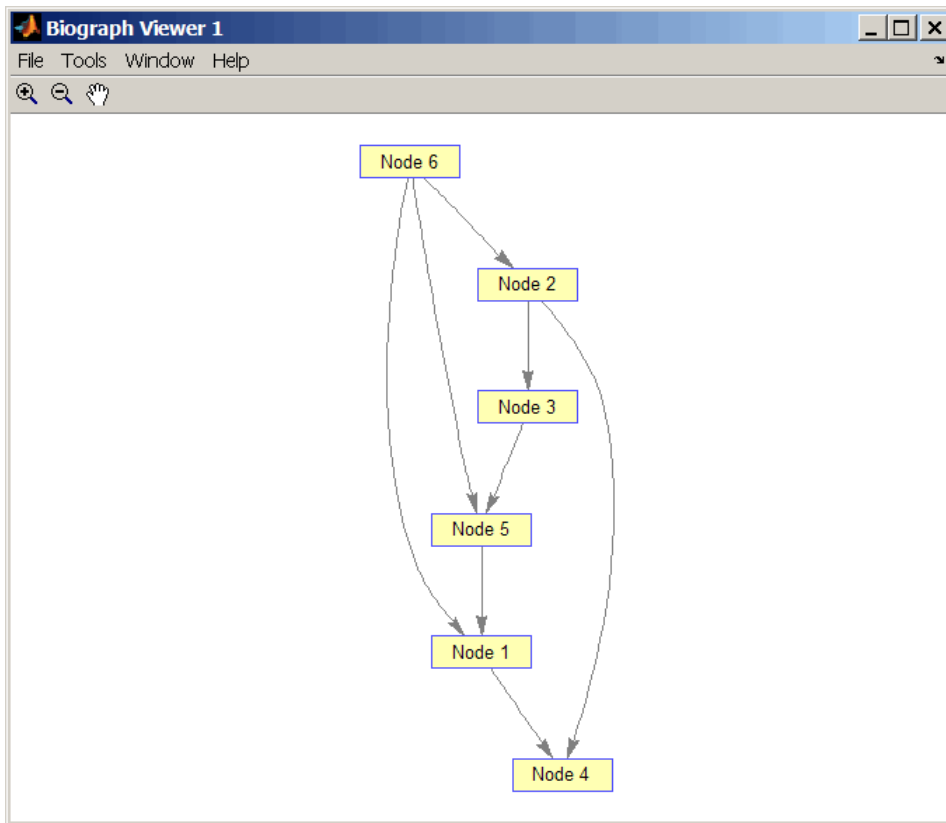 Biograph Viewer 1
File Tools Window Help
Node 6
Node 2
Node 3
Node 5
Node 1
Node 4